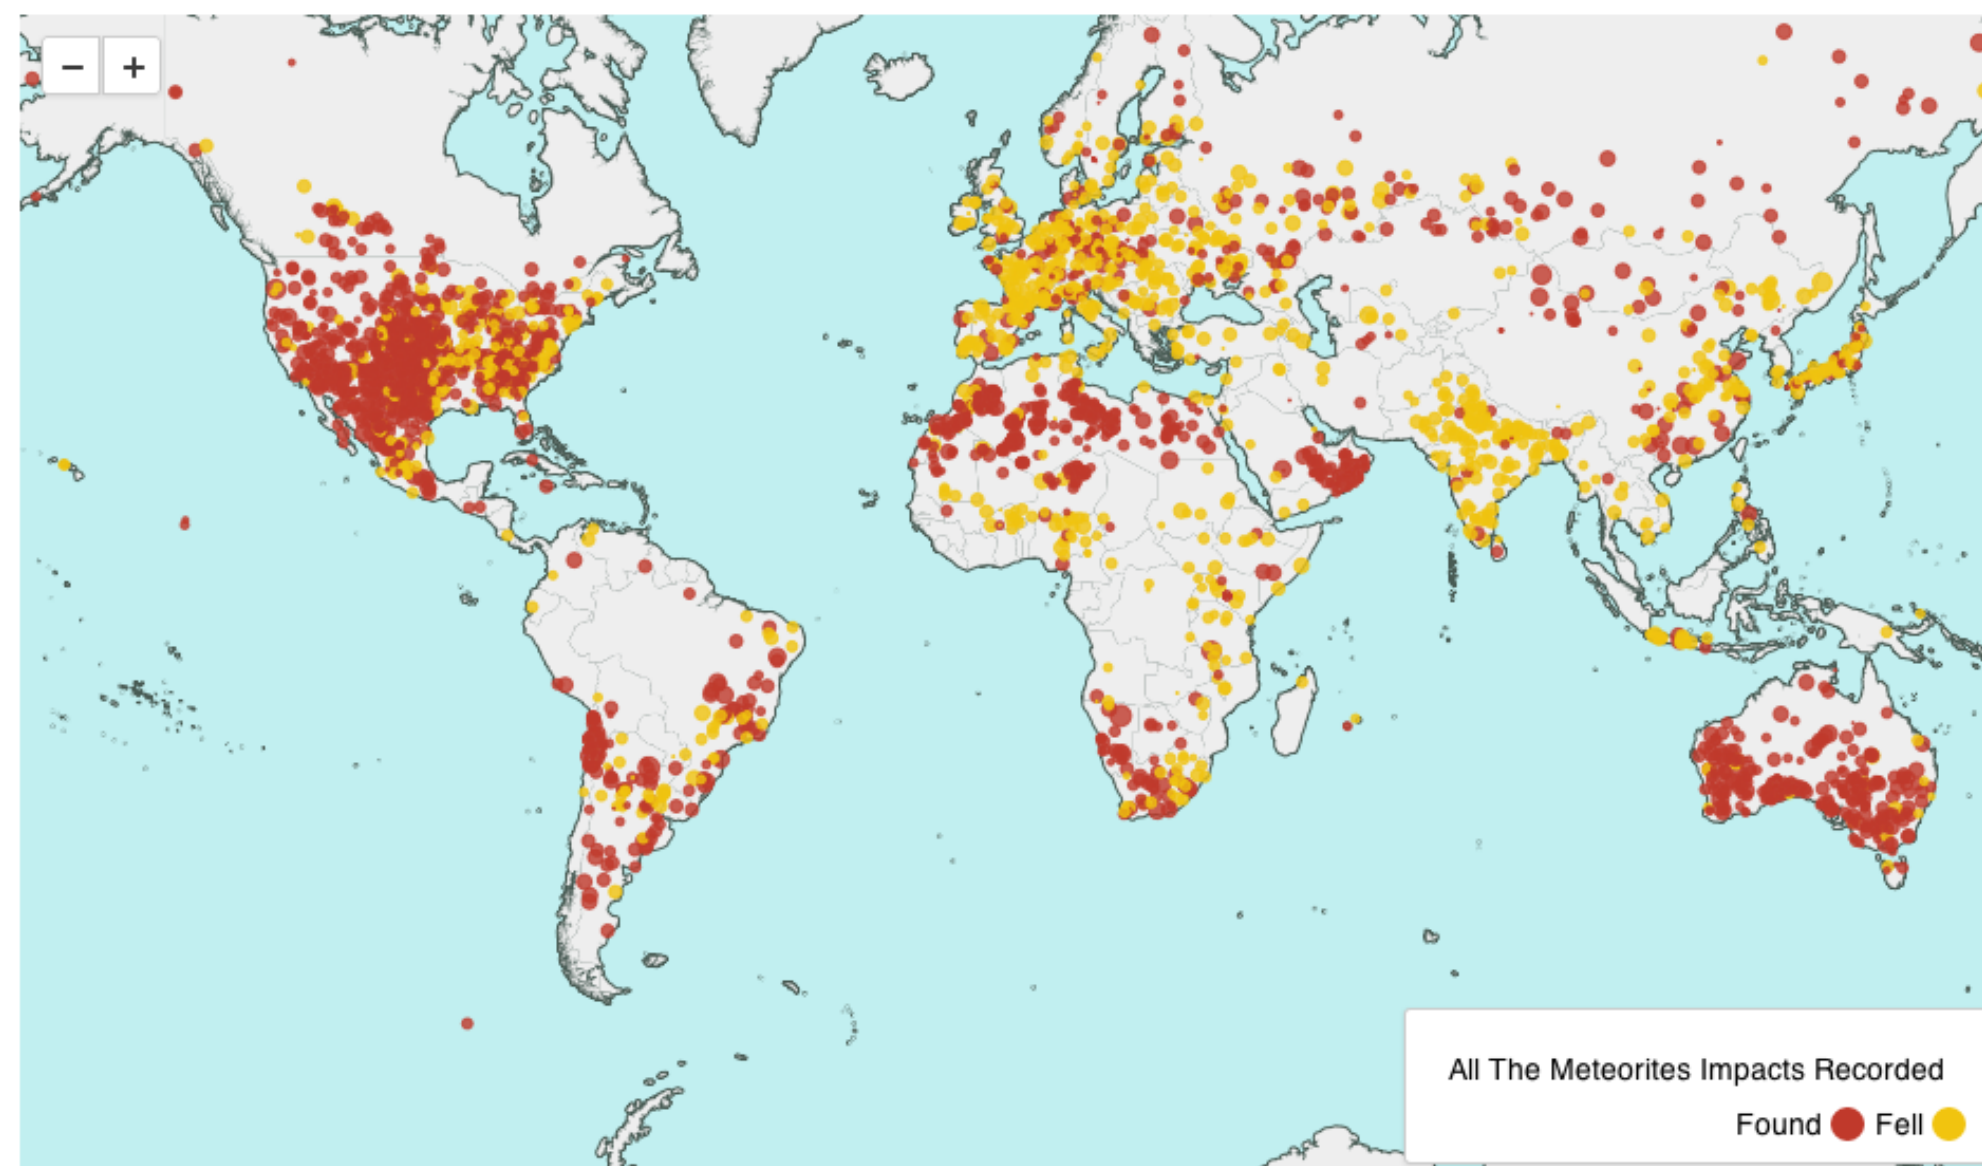 − +
All The Meteorites Impacts Recorded
Found Fell